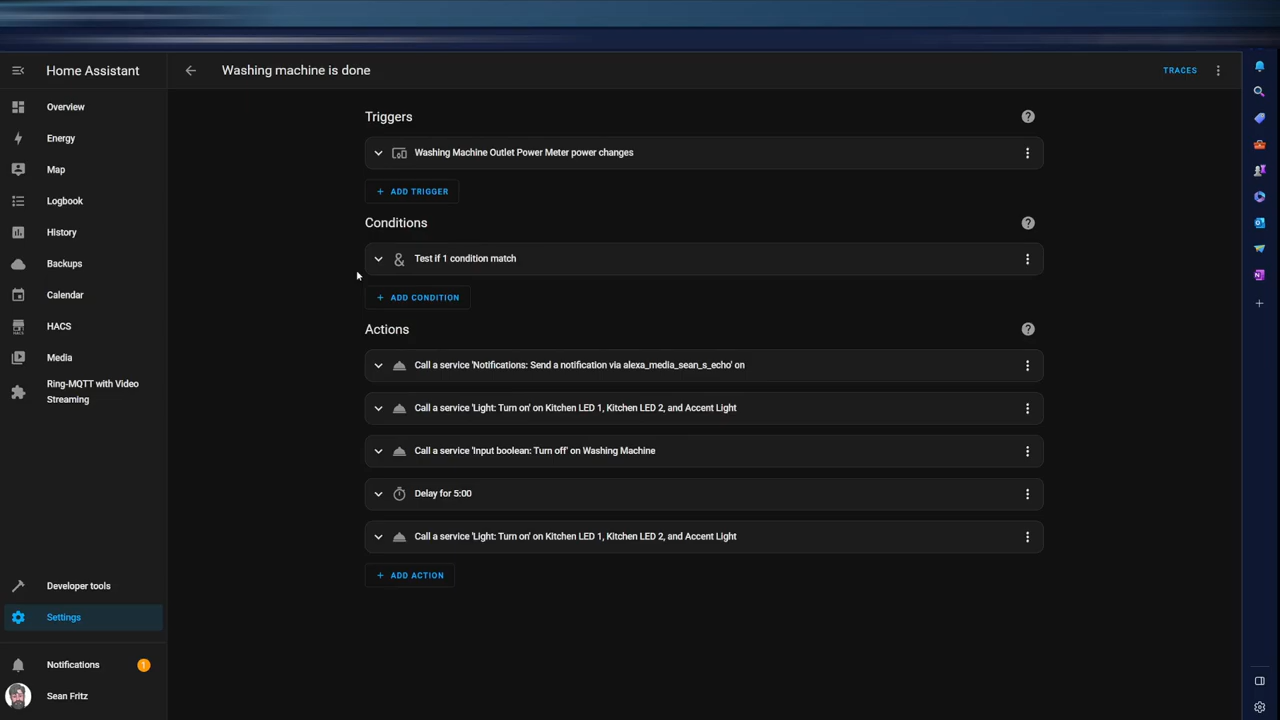 Home Assistant
Washing machine is done
TRACES
Overview
Energy
Map
Logbook
History
Backups
Calendar
HACS
Media
Ring-MQTT with Video
Streaming
Developer tools
Settings
Notifications
1
Sean Fritz
Triggers
Washing Machine Outlet Power Meter power changes
+ ADD TRIGGER
Conditions
& Test if 1 condition match
+ ADD CONDITION
Actions
Call a service 'Notifications: Send a notification via alexa_media_sean_s_echo' on
Call a service 'Light: Turn on' on Kitchen LED 1, Kitchen LED 2, and Accent Light
Call a service 'Input boolean: Turn off' on Washing Machine
Delay for 5:00
Call a service 'Light: Turn on' on Kitchen LED 1, Kitchen LED 2, and Accent Light
+ ADD ACTION